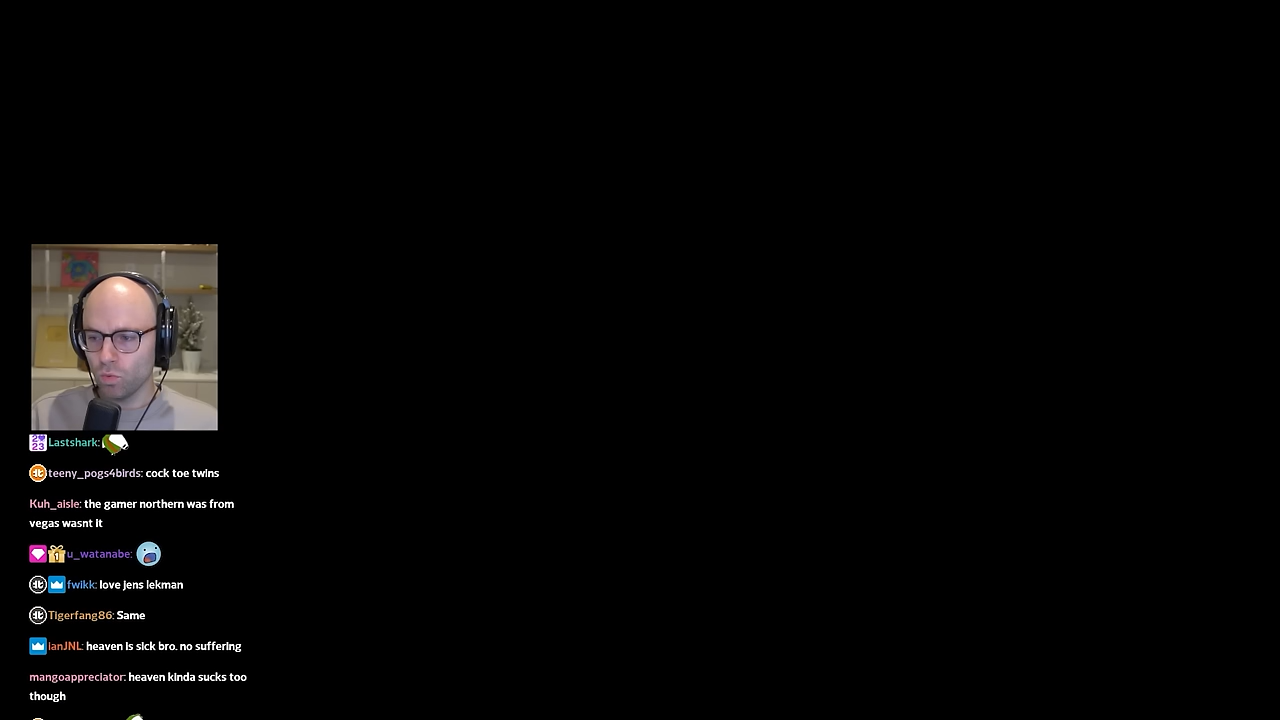 Lastshark:
teeny_pogs4birds: cock toe twins
Kuh_aisle: the gamer northern was from
vegas wasnt it
u_watanabe:
fwikk: love jens lekman
Tigerfang86: Same
ianJNL: heaven is sick bro. no suffering
mangoappreciator: heaven kinda sucks too
though